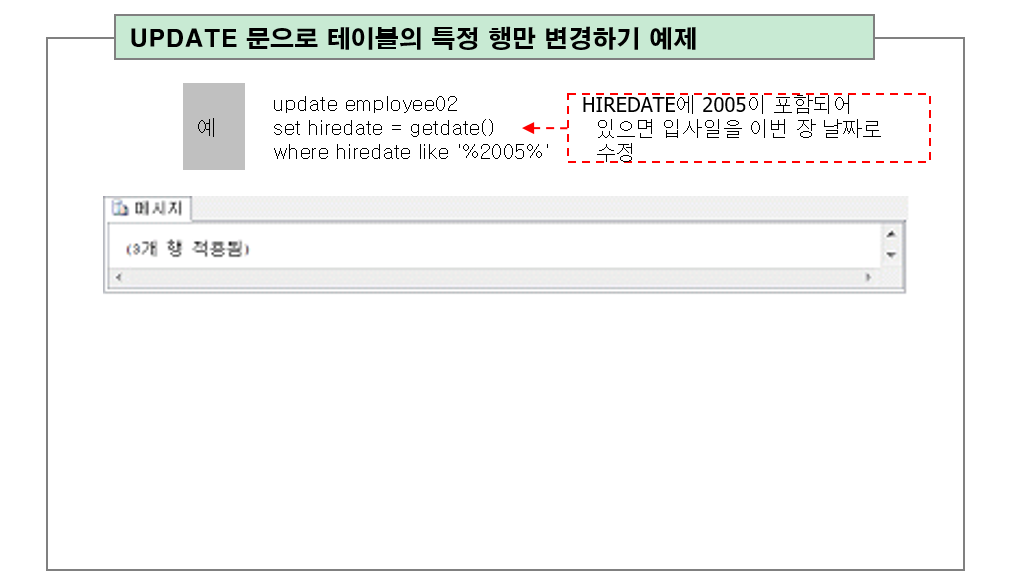 UPDATE 문으로 테이블의 특정 행만 변경하기 예제
예
update employee02
set hiredate = getdate()
where hiredate like '%2005%'
HIREDATE에 2005이 포함되어
있으면 입사일을 이번 장 날짜로
수정
메시지
(3개 행 적용됨)